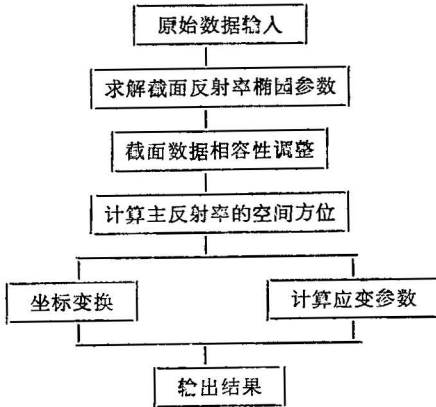 原始数据输入
求解截面反射率椭园参数
截面数据相容性调整
计算主反射率的空间方位
坐标变换
计算应变参数
输出结果